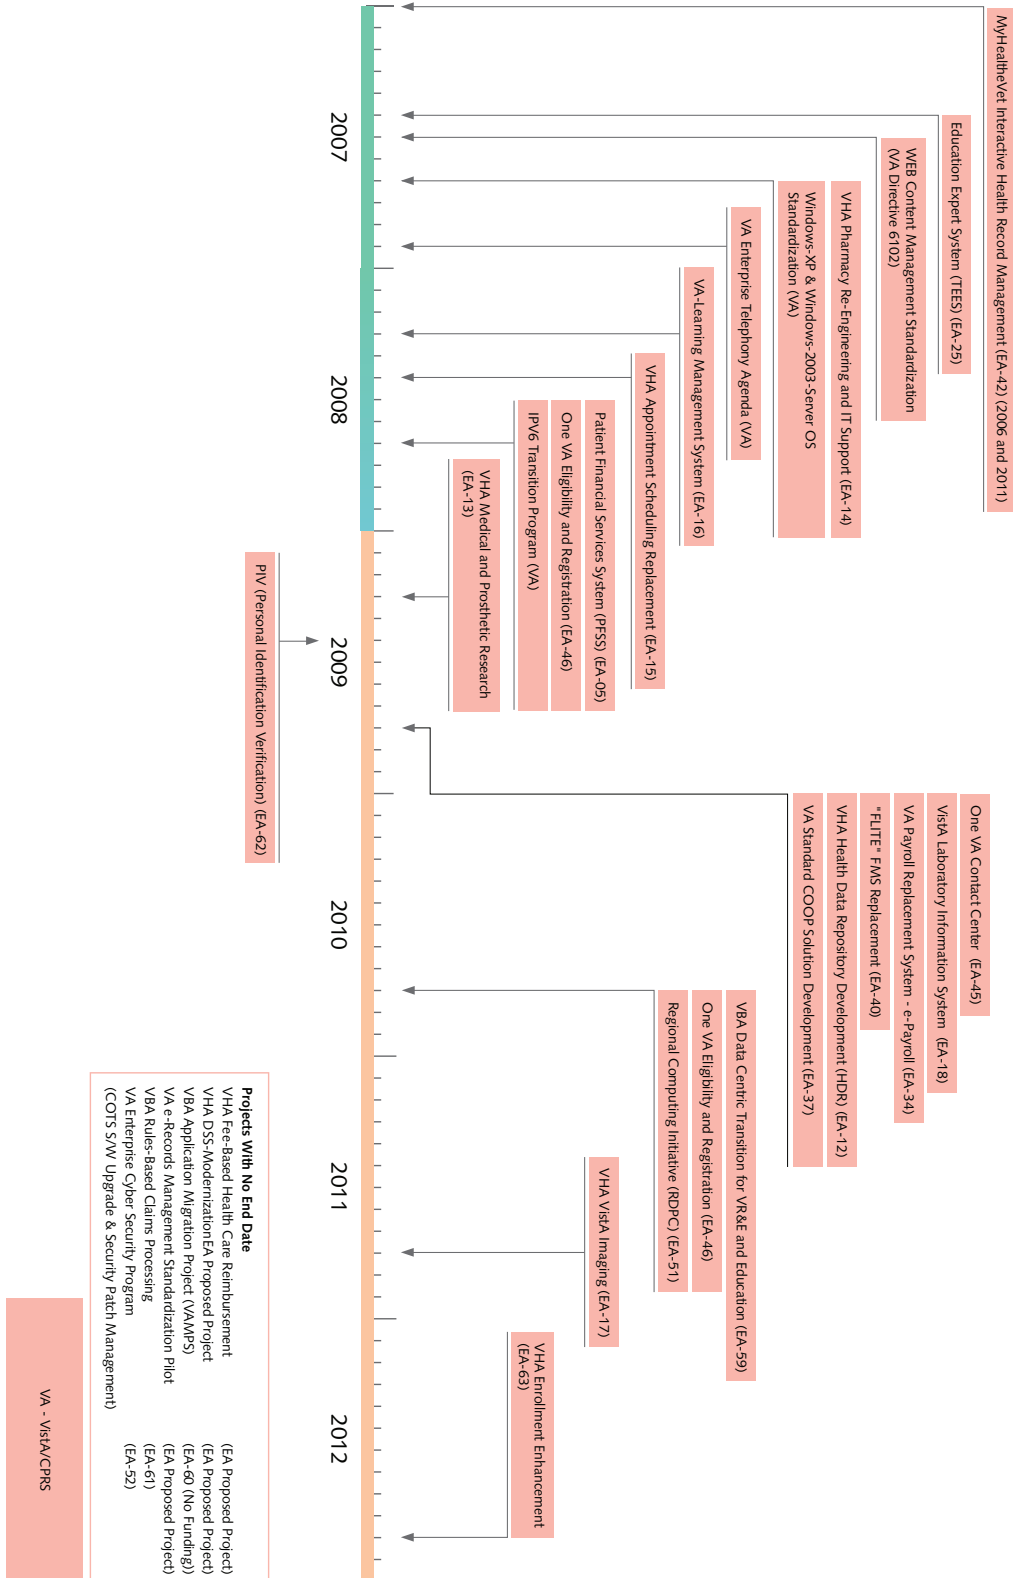 MyHealtheVet Interactive Health Record Management (EA-42) (2006 and 2011)
Education Expert System (TEES) (EA-25)
WEB Content Management Standardization
(VA Directive 6102)
VHA Pharmacy Re-Engineering and IT Support (EA-14)
Windows-XP & Windows-2003-Server OS
Standardization (VA)
VA Enterprise Telephony Agenda (VA)
VA-Learning Management System (EA-16)
VHA Appointment Scheduling Replacement (EA-15)
Patient Financial Services System (PFSS) (EA-05)
One VA Eligibility and Registration (EA-46)
IPV6 Transition Program (VA)
VHA Medical and Prosthetic Research
(EA-13)
One VA Contact Center (EA-45)
VistA Laboratory Information System (EA-18)
VA Payroll Replacement System - e-Payroll (EA-34)
"FLITE" FMS Replacement (EA-40)
VHA Health Data Repository Development (HDR) (EA-12)
VA Standard COOP Solution Development (EA-37)
VBA Data Centric Transition for VR&E and Education (EA-59)
One VA Eligibility and Registration (EA-46)
Regional Computing Initiative (RDPC) (EA-51)
VHA VistA Imaging (EA-17)
VHA Enrollment Enhancement
(EA-63)
2007
2008
2009
2010
2011
2012
PIV (Personal Identification Verification) (EA-62)
Projects With No End Date
VHA Fee-Based Health Care Reimbursement (EA Proposed Project)
VHA DSS-ModernizationEA Proposed Project (EA Proposed Project)
VBA Application Migration Project (VAMPS) (EA-60 (No Funding))
VA e-Records Management Standardization Pilot (EA Proposed Project)
VBA Rules-Based Claims Processing (EA-61)
VA Enterprise Cyber Security Program (EA-52)
(COTS S/W Upgrade & Security Patch Management)
VA - VistA/CPRS